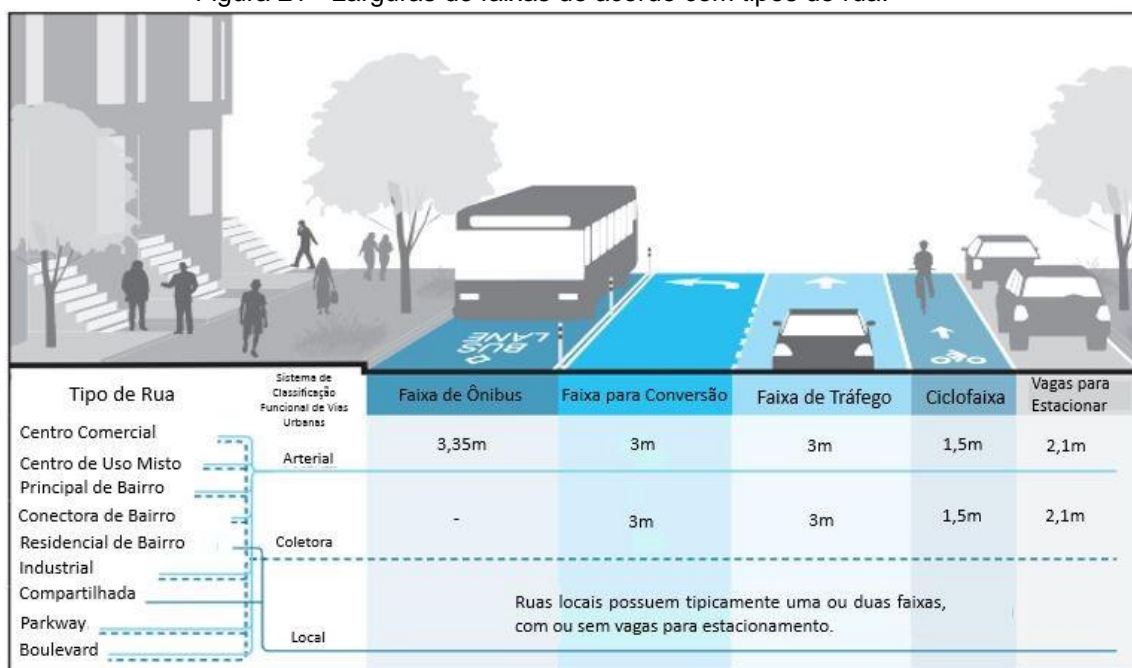 BUS
LANE
Tipo de Rua
Sistema de
Classificação
Funcional de Vias
Urbanas
Faixa de Ônibus
Faixa para Conversão
Faixa de Tráfego
Ciclofaixa
Vagas para
Estacionar
Centro Comercial
Centro de Uso Misto
Principal de Bairro
Arterial
3,35m
3m
3m
1,5m
2,1m
Conectora de Bairro
Residencial de Bairro
Industrial
Coletora
-
3m
3m
1,5m
2,1m
Compartilhada
Parkway
Boulevard
Local
Ruas locais possuem tipicamente uma ou duas faixas,
com ou sem vagas para estacionamento.